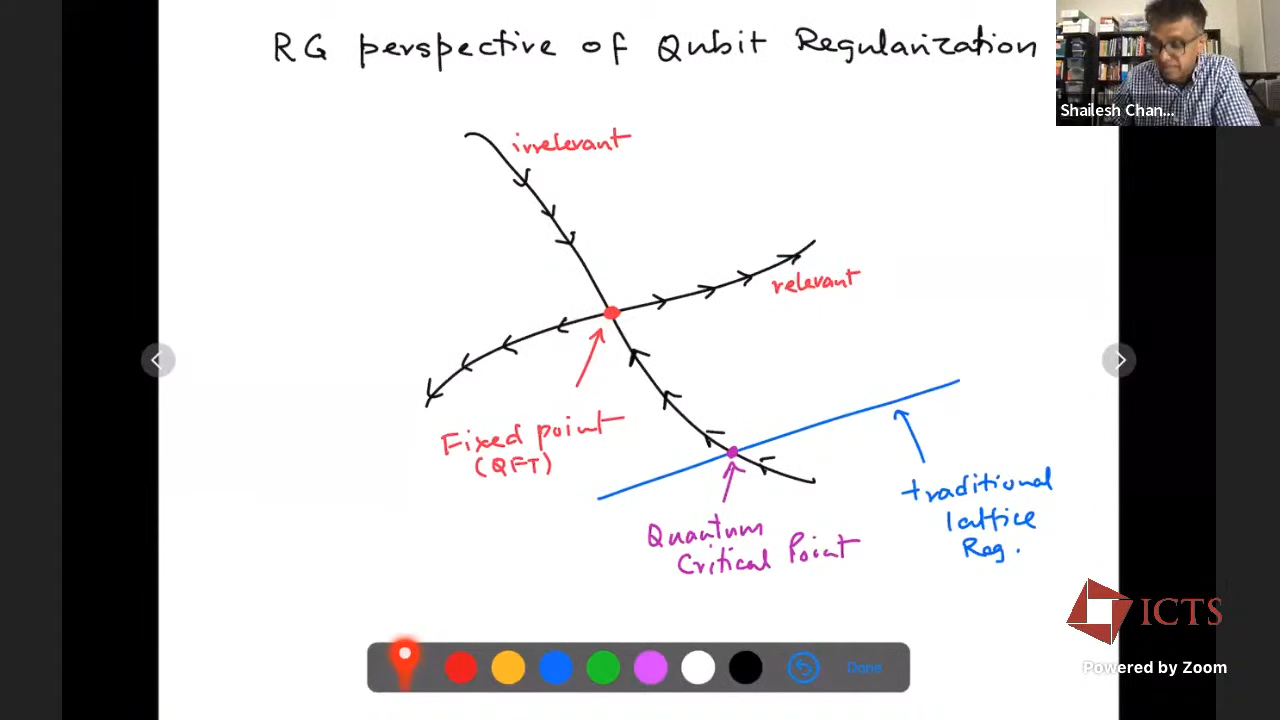 RG perspective of Qubit Regularization
Shailesh Chan...
irrelevant
relevant
Fixed point
(QFT)
traditional
lattice
Reg.
Quantum
Critical Point
ICTS
Done
Powered by Zoom